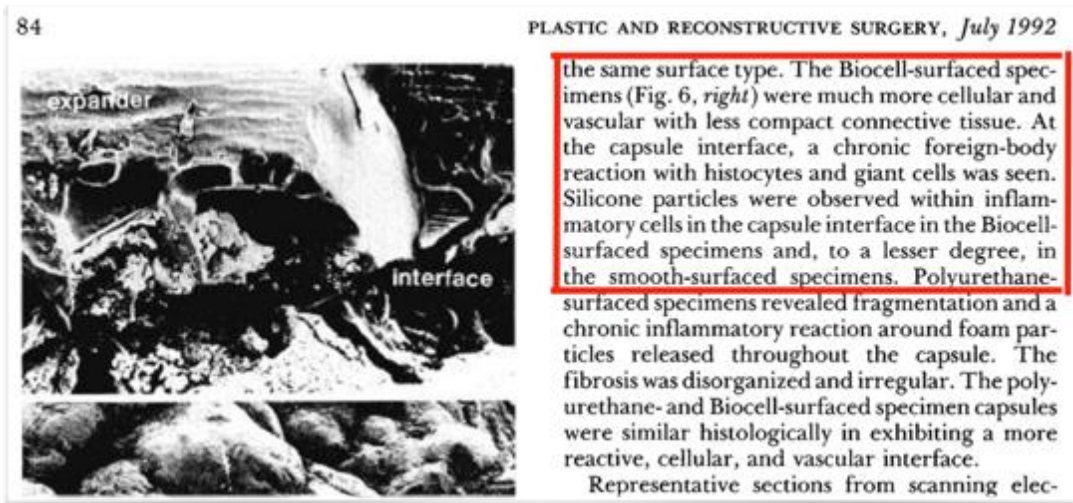 84
PLASTIC AND RECONSTRUCTIVE SURGERY, July 1992
expander
interface
the same surface type. The Biocell-surfaced spec-
imens (Fig. 6, right) were much more cellular and
vascular with less compact connective tissue. At
the capsule interface, a chronic foreign-body
reaction with histocytes and giant cells was seen.
Silicone particles were observed within inflam-
matory cells in the capsule interface in the Biocell-
surfaced specimens and, to a lesser degree, in
the smooth-surfaced specimens. Polyurethane-
surfaced specimens revealed fragmentation and a
chronic inflammatory reaction around foam par-
ticles released throughout the capsule. The
fibrosis was disorganized and irregular. The poly-
urethane- and Biocell-surfaced specimen capsules
were similar histologically in exhibiting a more
reactive, cellular, and vascular interface.
Representative sections from scanning elec-